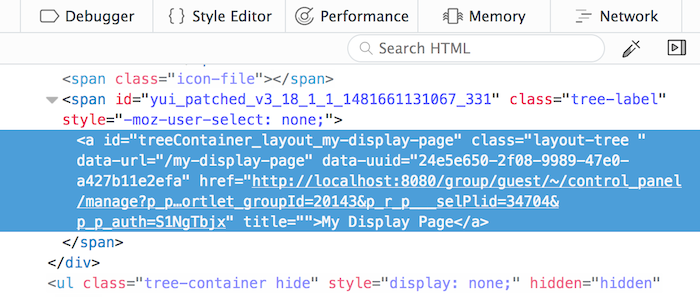 Debugger { } Style Editor Performance Memory Network
Search HTML
<span class="icon-file"></span>
<span id="yui_patched_v3_18_1_1_1481661131067_331" class="tree-label"
style="-moz-user-select: none;">
<a id="treeContainer_layout_my-display-page" class="layout-tree "
data-url="/my-display-page" data-uuid="24e5e650-2f08-9989-47e0-
a427b11e2efa" href="http://localhost:8080/group/guest/~/control_panel
/manage?p_p…ortlet_groupId=20143&p_r_p___selPlid=34704&
p_p_auth=S1NgTbjx" title="">My Display Page</a>
</span>
</div>
<ul class="tree-container hide" style="display: none;" hidden="hidden"